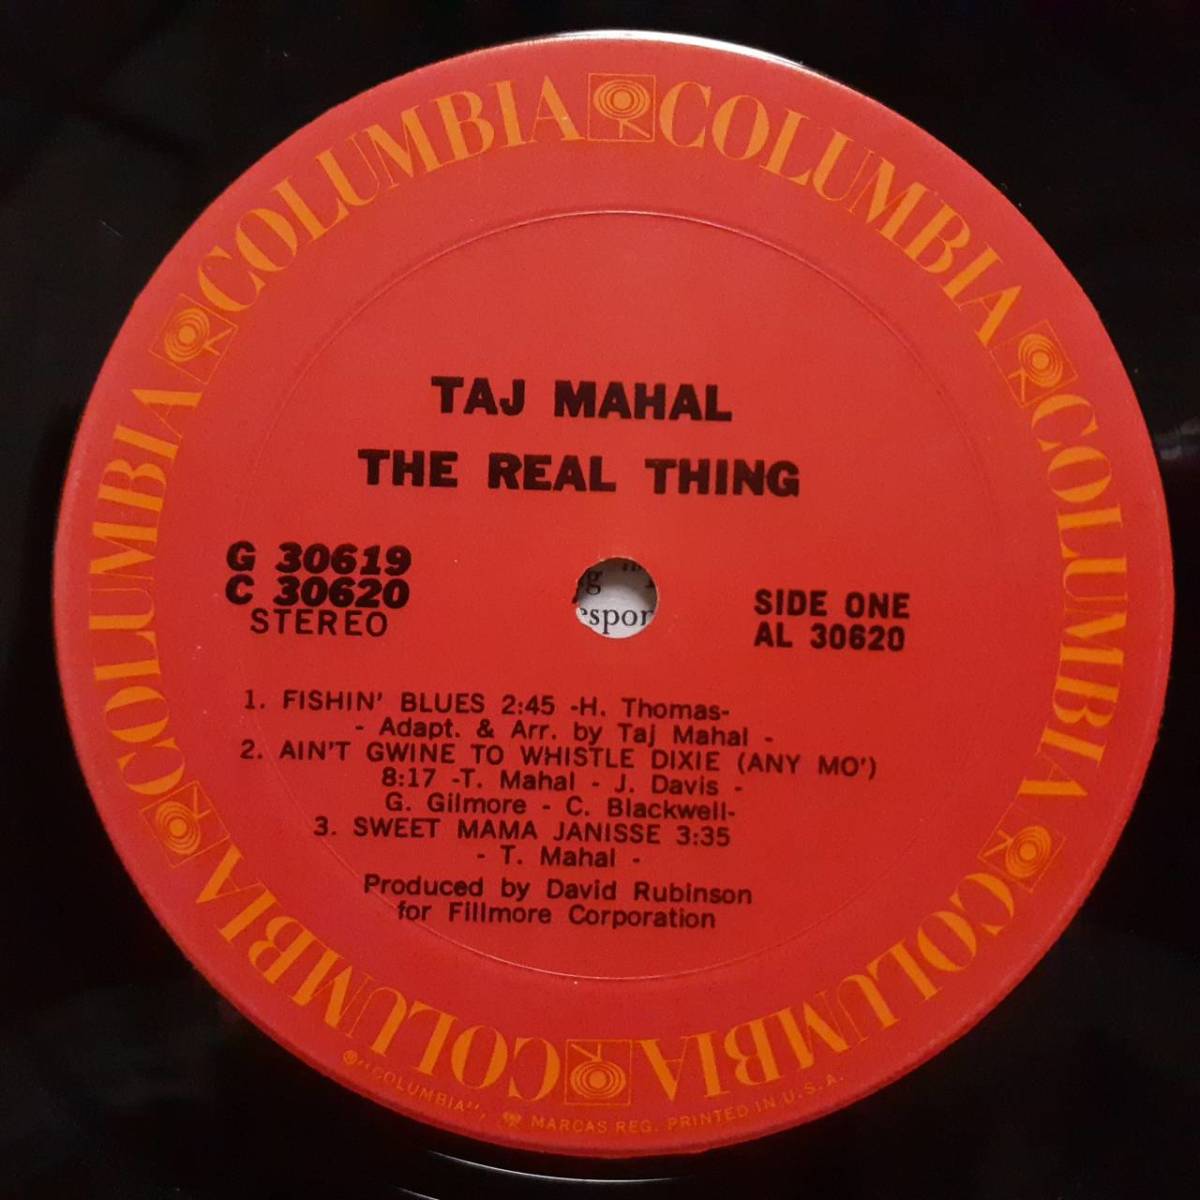 COLUMBIA COLUMBIA COLUMBIA COLUMBIA COLUMBIA COLUMBIA
TAJ MAHAL
THE REAL THING
G 30619
C 30620
STEREO
SIDE ONE
AL 30620
espor
1. FISHIN' BLUES 2:45 -H. Thomas-
- Adapt. & Arr. by Taj Mahal -
2. AIN'T GWINE TO WHISTLE DIXIE (ANY MO')
8:17 -T. Mahal - J. Davis -
G. Gilmore - C. Blackwell-
3. SWEET MAMA JANISSE 3:35
- T. Mahal -
Produced by David Rubinson
for Fillmore Corporation
® "COLUMBIA", MARCAS REG. PRINTED IN U.S.A.